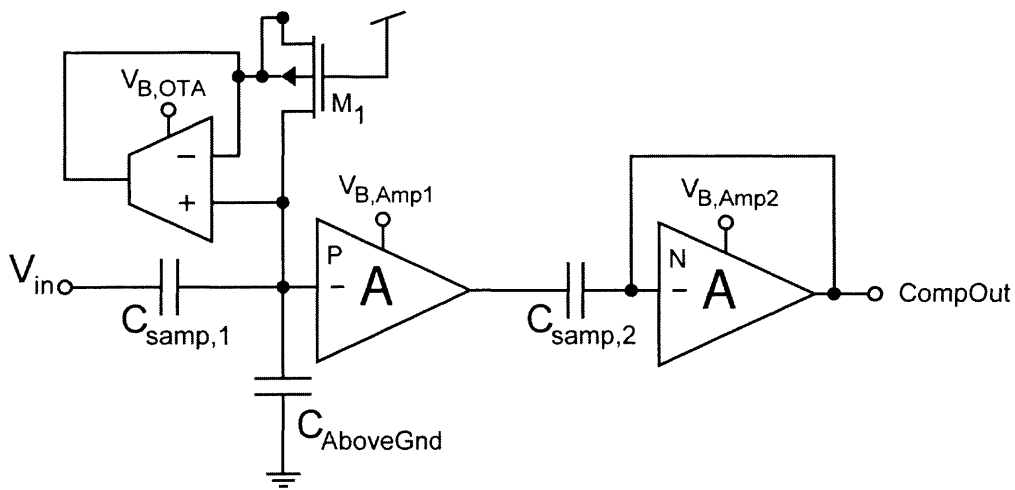 V_B,OTA
M_1
−
+
V_B,Amp1
V_B,Amp2
P
− A
N
− A
V_in
C_samp,1
C_samp,2
CompOut
C_AboveGnd